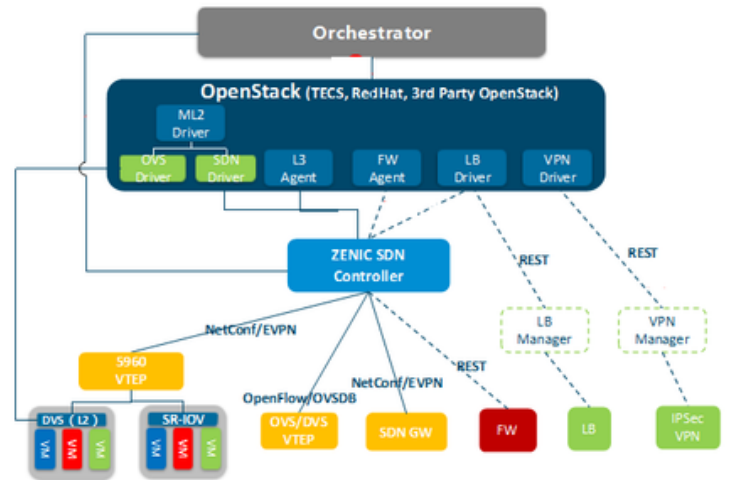 Orchestrator
OpenStack (TECS, RedHat, 3rd Party OpenStack)
ML2
Driver
OVS
Driver
SDN
Driver
L3
Agent
FW
Agent
LB
Driver
VPN
Driver
ZENIC SDN
Controller
REST
REST
LB
Manager
VPN
Manager
NetConf/EVPN
S960
VTEP
REST
NetConf/EVPN
OpenFlow/OVSDB
DVS ( L2 )
SR-IOV
VM
VM
VM
VM
VM
VM
OVS/DVS
VTEP
SDN GW
FW
LB
IPSec
VPN